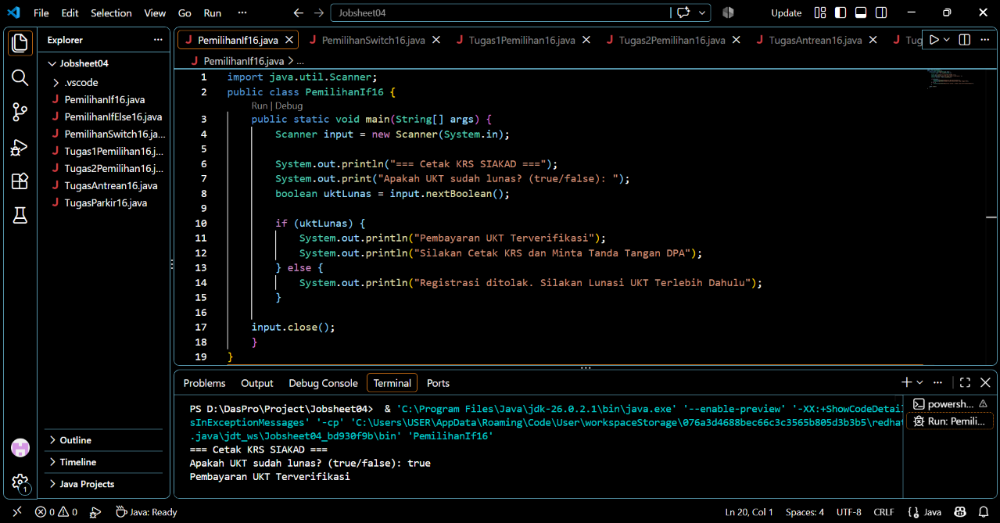 File Edit Selection View Go Run ··· Jobsheet04 Update
Explorer ···
Jobsheet04
.vscode
J PemilihanIf16.java
J PemilihanIfElse16.java
J PemilihanSwitch16.ja...
J Tugas1Pemilihan16.j...
J Tugas2Pemilihan16.j...
J TugasAntrean16.java
J TugasParkir16.java
Outline
Timeline
Java Projects
1
J PemilihanIf16.java J PemilihanSwitch16.java J Tugas1Pemilihan16.java J Tugas2Pemilihan16.java J TugasAntrean16.java J Tug
J PemilihanIf16.java > ...
1 import java.util.Scanner;
2 public class PemilihanIf16 {
Run | Debug
3 public static void main(String[] args) {
4 Scanner input = new Scanner(System.in);
5
6 System.out.println("=== Cetak KRS SIAKAD ===");
7 System.out.print("Apakah UKT sudah lunas? (true/false): ");
8 boolean uktLunas = input.nextBoolean();
9
10 if (uktLunas) {
11 System.out.println("Pembayaran UKT Terverifikasi");
12 System.out.println("Silakan Cetak KRS dan Minta Tanda Tangan DPA");
13 } else {
14 System.out.println("Registrasi ditolak. Silakan Lunasi UKT Terlebih Dahulu");
15 }
16
17 input.close();
18 }
19 }
Problems Output Debug Console Terminal Ports
PS D:\DasPro\Project\Jobsheet04> & 'C:\Program Files\Java\jdk-26.0.2.1\bin\java.exe' '--enable-preview' '-XX:+ShowCodeDetail
sInExceptionMessages' '-cp' 'C:\Users\USER\AppData\Roaming\Code\User\workspaceStorage\076a3d4688bec66c3c3565b805d3b3b5\redhat
.java\jdt_ws\Jobsheet04_bd930f9b\bin' 'PemilihanIf16'
=== Cetak KRS SIAKAD ===
Apakah UKT sudah lunas? (true/false): true
Pembayaran UKT Terverifikasi
powersh...
Run: Pemili...
0 0 Java: Ready Ln 20, Col 1 Spaces: 4 UTF-8 CRLF {} Java